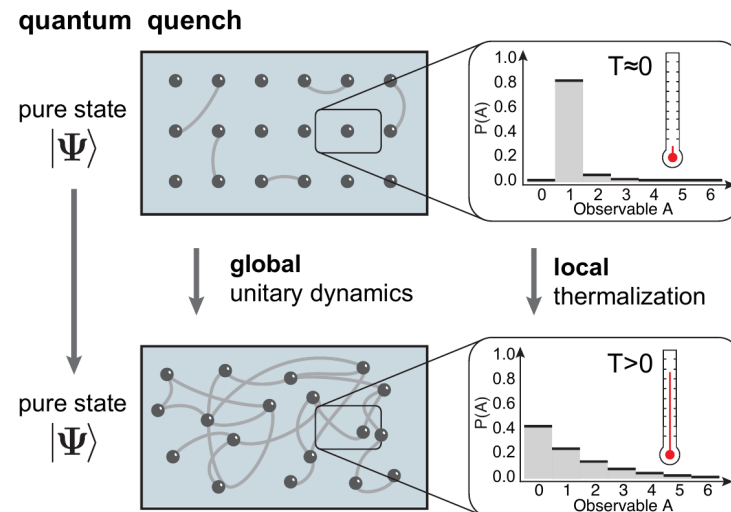 quantum quench
pure state
|Ψ⟩
T≈0
P(A)
1.0
0.8
0.6
0.4
0.2
0.0
0 1 2 3 4 5 6
Observable A
global
unitary dynamics
local
thermalization
pure state
|Ψ⟩
T>0
P(A)
1.0
0.8
0.6
0.4
0.2
0.0
0 1 2 3 4 5 6
Observable A